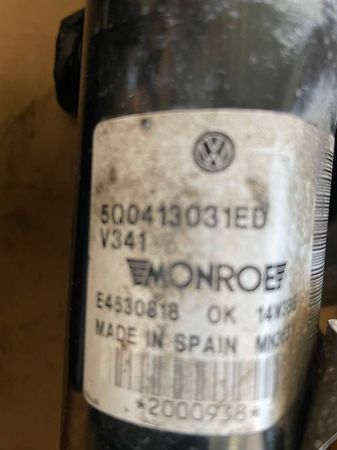 5Q0413031ED
V341
MONROE
E4530818 OK
MADE IN SPAIN
*2000938*